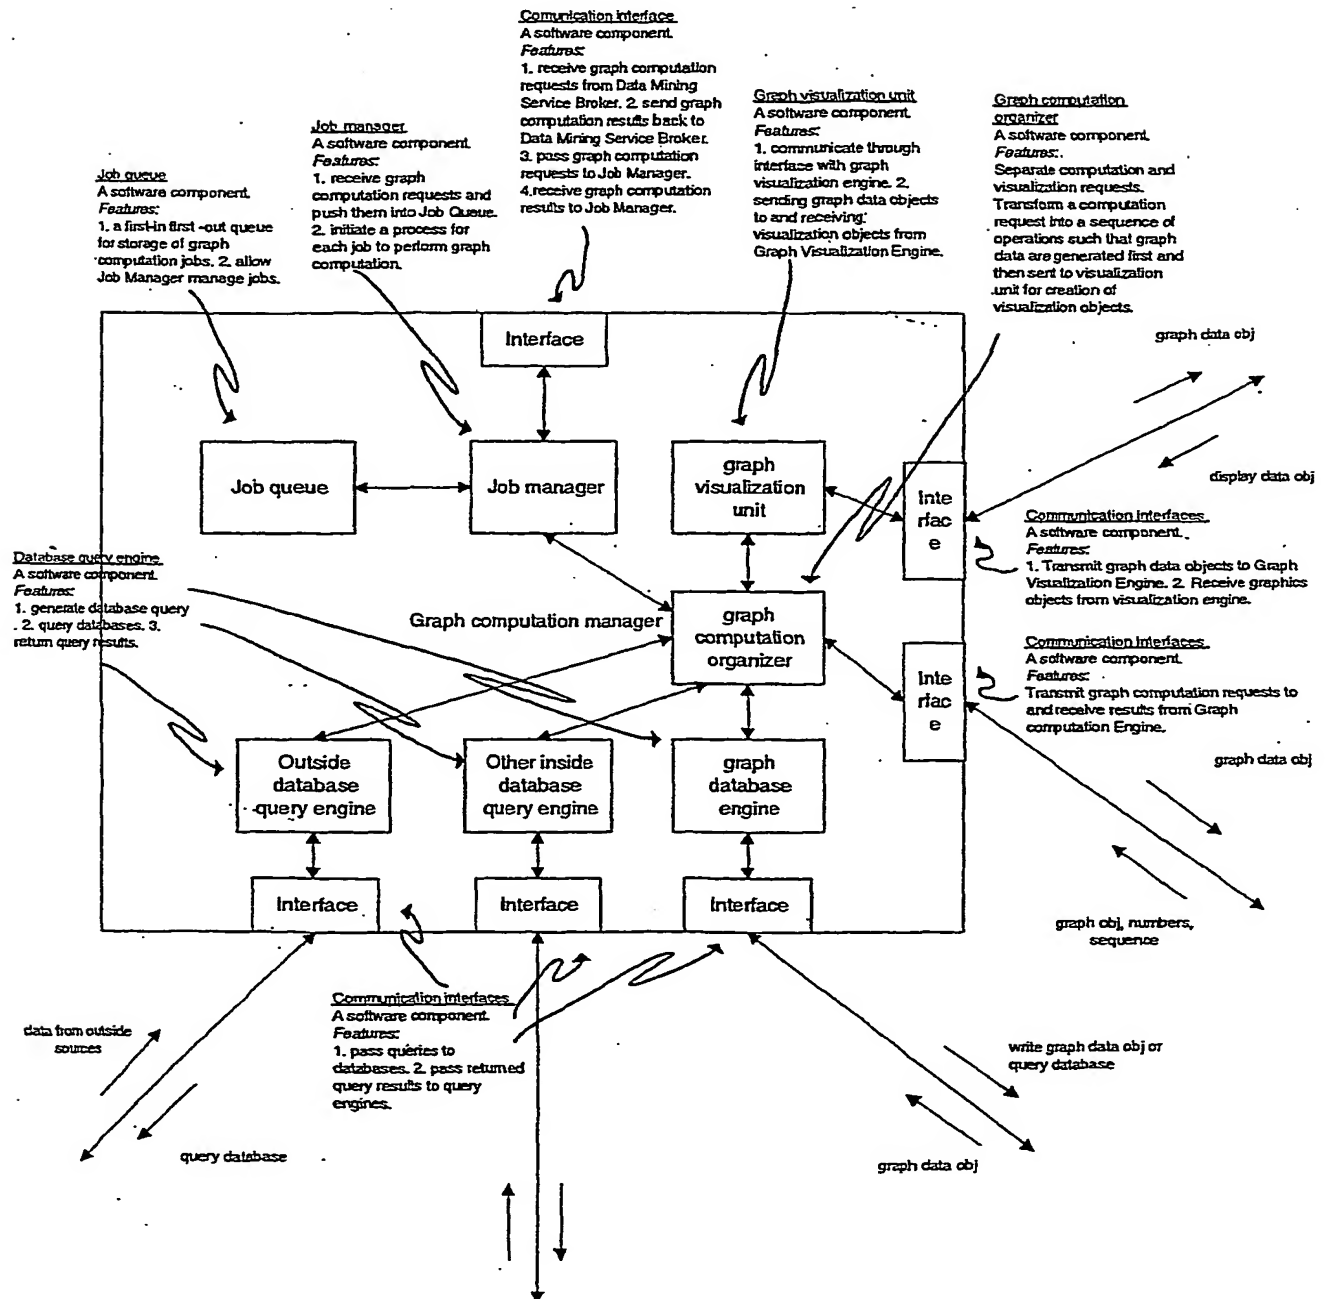 Comunication interface
A software component.
Features:
1. receive graph computation
requests from Data Mining
Service Broker. 2. send graph
computation results back to
Data Mining Service Broker.
3. pass graph computation
requests to Job Manager.
4.receive graph computation
results to Job Manager.
Graph visualization unit
A software component.
Features:
1. communicate through
interface with graph
visualization engine. 2.
sending graph data objects
to and receiving
visualization objects from
Graph Visualization Engine.
Graph computation
organizer
A software component.
Features:
Separate computation and
visualization requests.
Transform a computation
request into a sequence of
operations such that graph
data are generated first and
then sent to visualization
unit for creation of
visualization objects.
Job manager
A software component.
Features:
1. receive graph
computation requests and
push them into Job Queue.
2. initiate a process for
each job to perform graph
computation.
Job queue
A software component.
Features:
1. a first-in first -out queue
for storage of graph
computation jobs. 2. allow
Job Manager manage jobs.
Interface
graph data obj
Job queue
Job manager
graph
visualization
unit
Inte
rfac
e
display data obj
Communication interfaces
A software component.
Features:
1. Transmit graph data objects to Graph
Visualization Engine. 2. Receive graphics
objects from visualization engine.
Database query engine
A software component.
Features:
1. generate database query
. 2. query databases. 3.
return query results.
Graph computation manager
graph
computation
organizer
Inte
rfac
e
Communication interfaces
A software component.
Features:
Transmit graph computation requests to
and receive results from Graph
computation Engine.
graph data obj
Outside
database
query engine
Other inside
database
query engine
graph
database
engine
Interface
Interface
Interface
graph obj, numbers,
sequence
Communication interfaces
A software component.
Features:
1. pass queries to
databases. 2. pass returned
query results to query
engines.
data from outside
sources
query database
write graph data obj or
query database
graph data obj